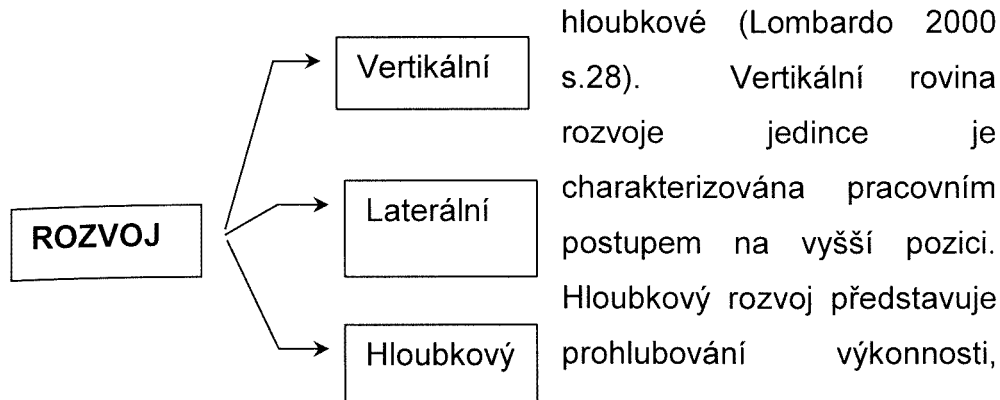 ROZVOJ
Vertikální
Laterální
Hloubkový
hloubkové (Lombardo 2000
s.28). Vertikální rovina
rozvoje jedince je
charakterizována pracovním
postupem na vyšší pozici.
Hloubkový rozvoj představuje
prohlubování výkonnosti,